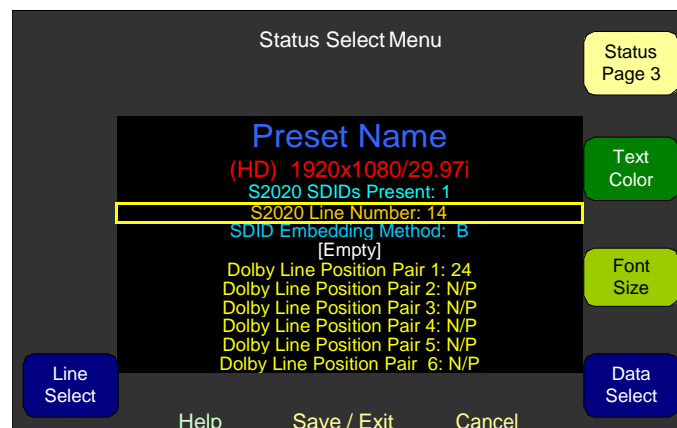 Status Select Menu
Status
Page 3
Preset Name
(HD) 1920x1080/29.97i
S2020 SDIDs Present: 1
S2020 Line Number: 14
SDID Embedding Method: B
[Empty]
Dolby Line Position Pair 1: 24
Dolby Line Position Pair 2: N/P
Dolby Line Position Pair 3: N/P
Dolby Line Position Pair 4: N/P
Dolby Line Position Pair 5: N/P
Dolby Line Position Pair 6: N/P
Text
Color
Font
Size
Line
Select
Data
Select
Help Save / Exit Cancel